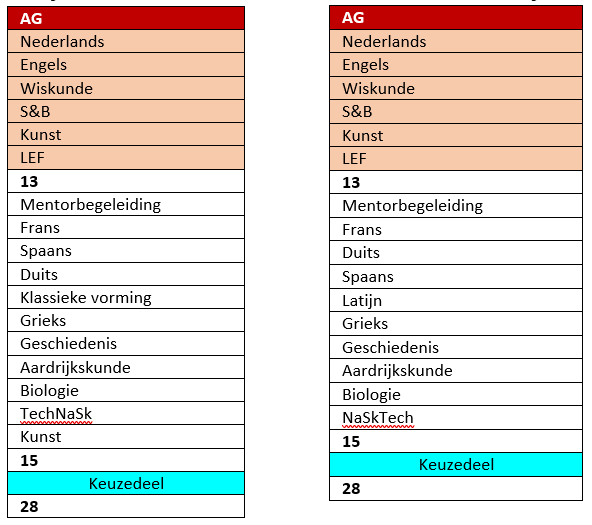 AG
Nederlands
Engels
Wiskunde
S&B
Kunst
LEF
13
Mentorbegeleiding
Frans
Spaans
Duits
Klassieke vorming
Grieks
Geschiedenis
Aardrijkskunde
Biologie
TechNaSk
Kunst
15
Keuzedeel
28
AG
Nederlands
Engels
Wiskunde
S&B
Kunst
LEF
13
Mentorbegeleiding
Frans
Duits
Spaans
Latijn
Grieks
Geschiedenis
Aardrijkskunde
Biologie
NaSkTech
15
Keuzedeel
28